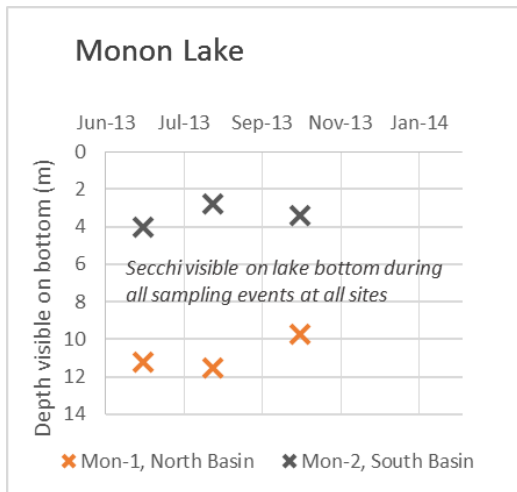 Monon Lake
Jun-13 Jul-13 Sep-13 Nov-13 Jan-14
Depth visible on bottom (m)
0
2
4
6
8
10
12
14
Secchi visible on lake bottom during
all sampling events at all sites
Mon-1, North Basin Mon-2, South Basin